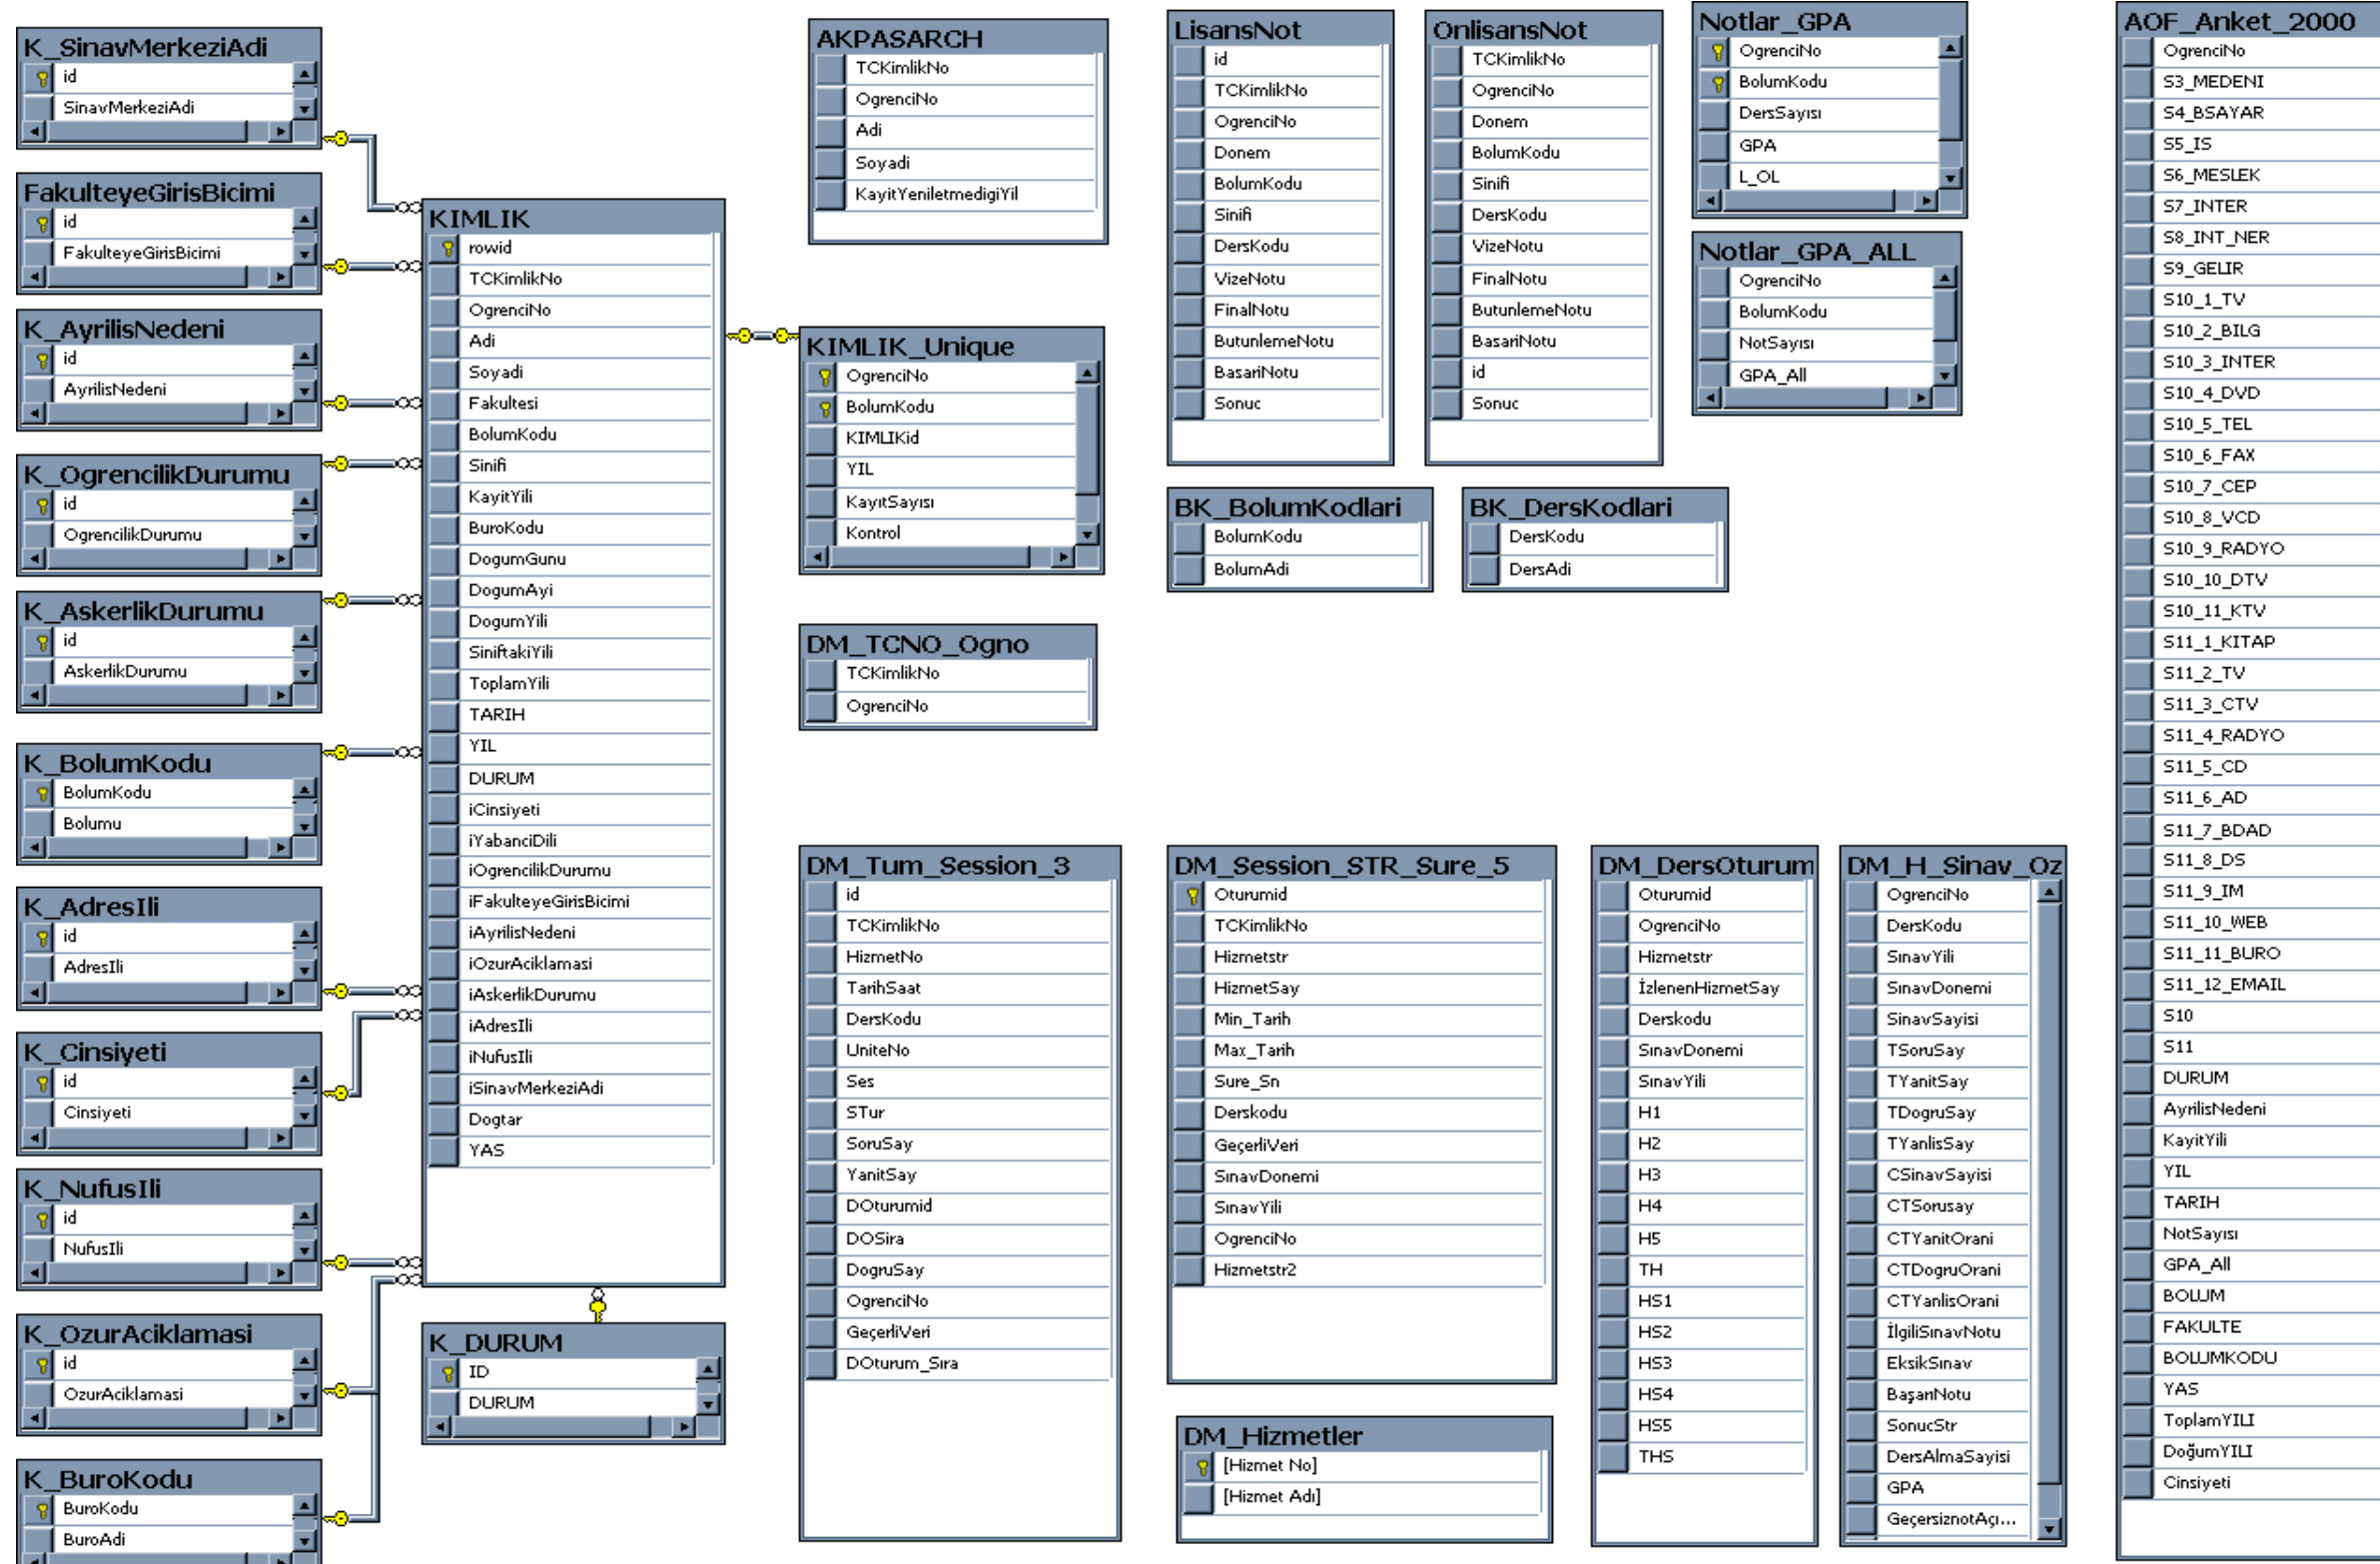 K_SinavMerkeziAdi
id
SinavMerkeziAdi
FakulteyeGirisBicimi
id
FakulteyeGirisBicimi
K_AyrilisNedeni
id
AyrilisNedeni
K_OgrencilikDurumu
id
OgrencilikDurumu
K_AskerlikDurumu
id
AskerlikDurumu
K_BolumKodu
BolumKodu
Bolumu
K_AdresIli
id
AdresIli
K_Cinsiyeti
id
Cinsiyeti
K_NufusIli
id
NufusIli
K_OzurAciklamasi
id
OzurAciklamasi
K_BuroKodu
BuroKodu
BuroAdi
KIMLIK
rowid
TCKimlikNo
OgrenciNo
Adi
Soyadi
Fakultesi
BolumKodu
Sinifi
KayitYili
BuroKodu
DogumGunu
DogumAyi
DogumYili
SiniftakiYili
ToplamYili
TARIH
YIL
DURUM
iCinsiyeti
iYabanciDili
iOgrencilikDurumu
iFakulteyeGirisBicimi
iAyrilisNedeni
iOzurAciklamasi
iAskerlikDurumu
iAdresIli
iNufusIli
iSinavMerkeziAdi
Dogtar
YAS
K_DURUM
ID
DURUM
AKPASARCH
TCKimlikNo
OgrenciNo
Adi
Soyadi
KayitYeniletmedigiYil
KIMLIK_Unique
OgrenciNo
BolumKodu
KIMLIKid
YIL
KayıtSayısı
Kontrol
DM_TCNO_Ogno
TCKimlikNo
OgrenciNo
DM_Tum_Session_3
id
TCKimlikNo
HizmetNo
TarihSaat
DersKodu
UniteNo
Ses
STur
SoruSay
YanitSay
DOturumid
DOSira
DogruSay
OgrenciNo
GeçerliVeri
DOturum_Sıra
LisansNot
id
TCKimlikNo
OgrenciNo
Donem
BolumKodu
Sinifi
DersKodu
VizeNotu
FinalNotu
ButunlemeNotu
BasariNotu
Sonuc
OnlisansNot
TCKimlikNo
OgrenciNo
Donem
BolumKodu
Sinifi
DersKodu
VizeNotu
FinalNotu
ButunlemeNotu
BasariNotu
id
Sonuc
Notlar_GPA
OgrenciNo
BolumKodu
DersSayısı
GPA
L_OL
Notlar_GPA_ALL
OgrenciNo
BolumKodu
NotSayısı
GPA_All
BK_BolumKodlari
BolumKodu
BolumAdi
BK_DersKodlari
DersKodu
DersAdi
DM_Session_STR_Sure_5
Oturumid
TCKimlikNo
Hizmetstr
HizmetSay
Min_Tarih
Max_Tarih
Sure_Sn
Derskodu
GeçerliVeri
SınavDonemi
SınavYili
OgrenciNo
Hizmetstr2
DM_Hizmetler
[Hizmet No]
[Hizmet Adı]
DM_DersOturum
Oturumid
OgrenciNo
Hizmetstr
İzlenenHizmetSay
Derskodu
SınavDonemi
SınavYili
H1
H2
H3
H4
H5
TH
HS1
HS2
HS3
HS4
HS5
THS
DM_H_Sinav_Oz
OgrenciNo
DersKodu
SınavYili
SınavDonemi
SinavSayisi
TSoruSay
TYanitSay
TDogruSay
TYanlisSay
CSinavSayisi
CTSorusay
CTYanitOrani
CTDogruOrani
CTYanlisOrani
İlgiliSınavNotu
EksikSınav
BaşarıNotu
SonucStr
DersAlmaSayisi
GPA
GeçersiznotAçı...
AOF_Anket_2000
OgrenciNo
S3_MEDENI
S4_BSAYAR
S5_IS
S6_MESLEK
S7_INTER
S8_INT_NER
S9_GELIR
S10_1_TV
S10_2_BILG
S10_3_INTER
S10_4_DVD
S10_5_TEL
S10_6_FAX
S10_7_CEP
S10_8_VCD
S10_9_RADYO
S10_10_DTV
S10_11_KTV
S11_1_KITAP
S11_2_TV
S11_3_CTV
S11_4_RADYO
S11_5_CD
S11_6_AD
S11_7_BDAD
S11_8_DS
S11_9_IM
S11_10_WEB
S11_11_BURO
S11_12_EMAIL
S10
S11
DURUM
AyrilisNedeni
KayitYili
YIL
TARIH
NotSayısı
GPA_All
BOLUM
FAKULTE
BOLUMKODU
YAS
ToplamYILI
DoğumYILI
Cinsiyeti